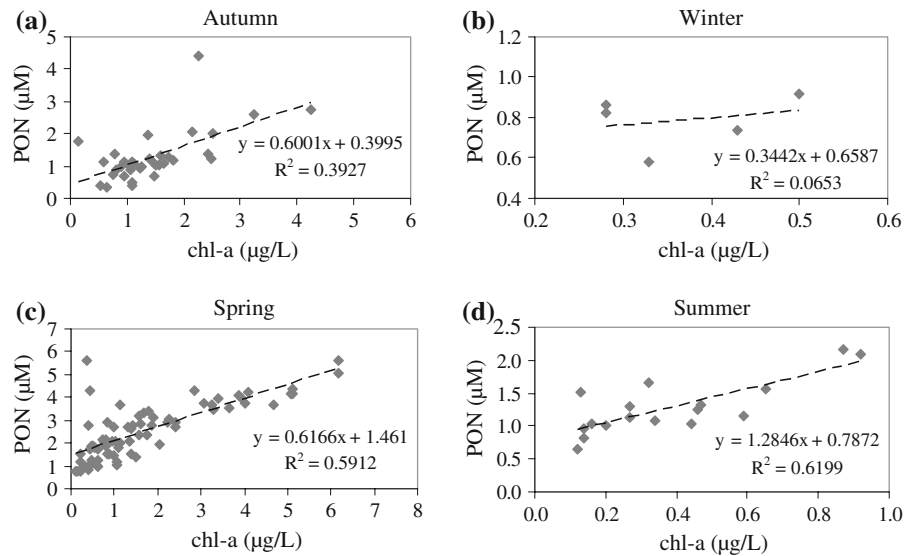 (a) Autumn
PON (µM)
5
4
3
2
1
0
y = 0.6001x + 0.3995
R² = 0.3927
0 1 2 3 4 5 6
chl-a (µg/L)
(b) Winter
PON (µM)
1.2
1.0
0.8
0.6
0.4
y = 0.3442x + 0.6587
R² = 0.0653
0.2 0.3 0.4 0.5 0.6
chl-a (µg/L)
(c) Spring
PON (µM)
7
6
5
4
3
2
1
0
y = 0.6166x + 1.461
R² = 0.5912
0 1 2 3 4 5 6 7 8
chl-a (µg/L)
(d) Summer
PON (µM)
2.5
2.0
1.5
1.0
0.5
0.0
y = 1.2846x + 0.7872
R² = 0.6199
0.0 0.2 0.4 0.6 0.8 1.0
chl-a (µg/L)